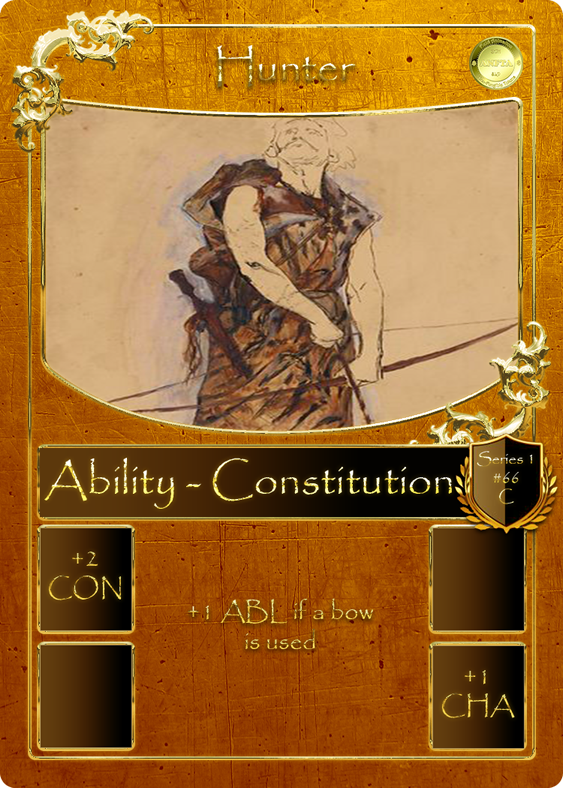 Hunter
Ability - Constitution
Series 1
#66
C
+2
CON
+1 ABL if a bow
is used
+1
CHA